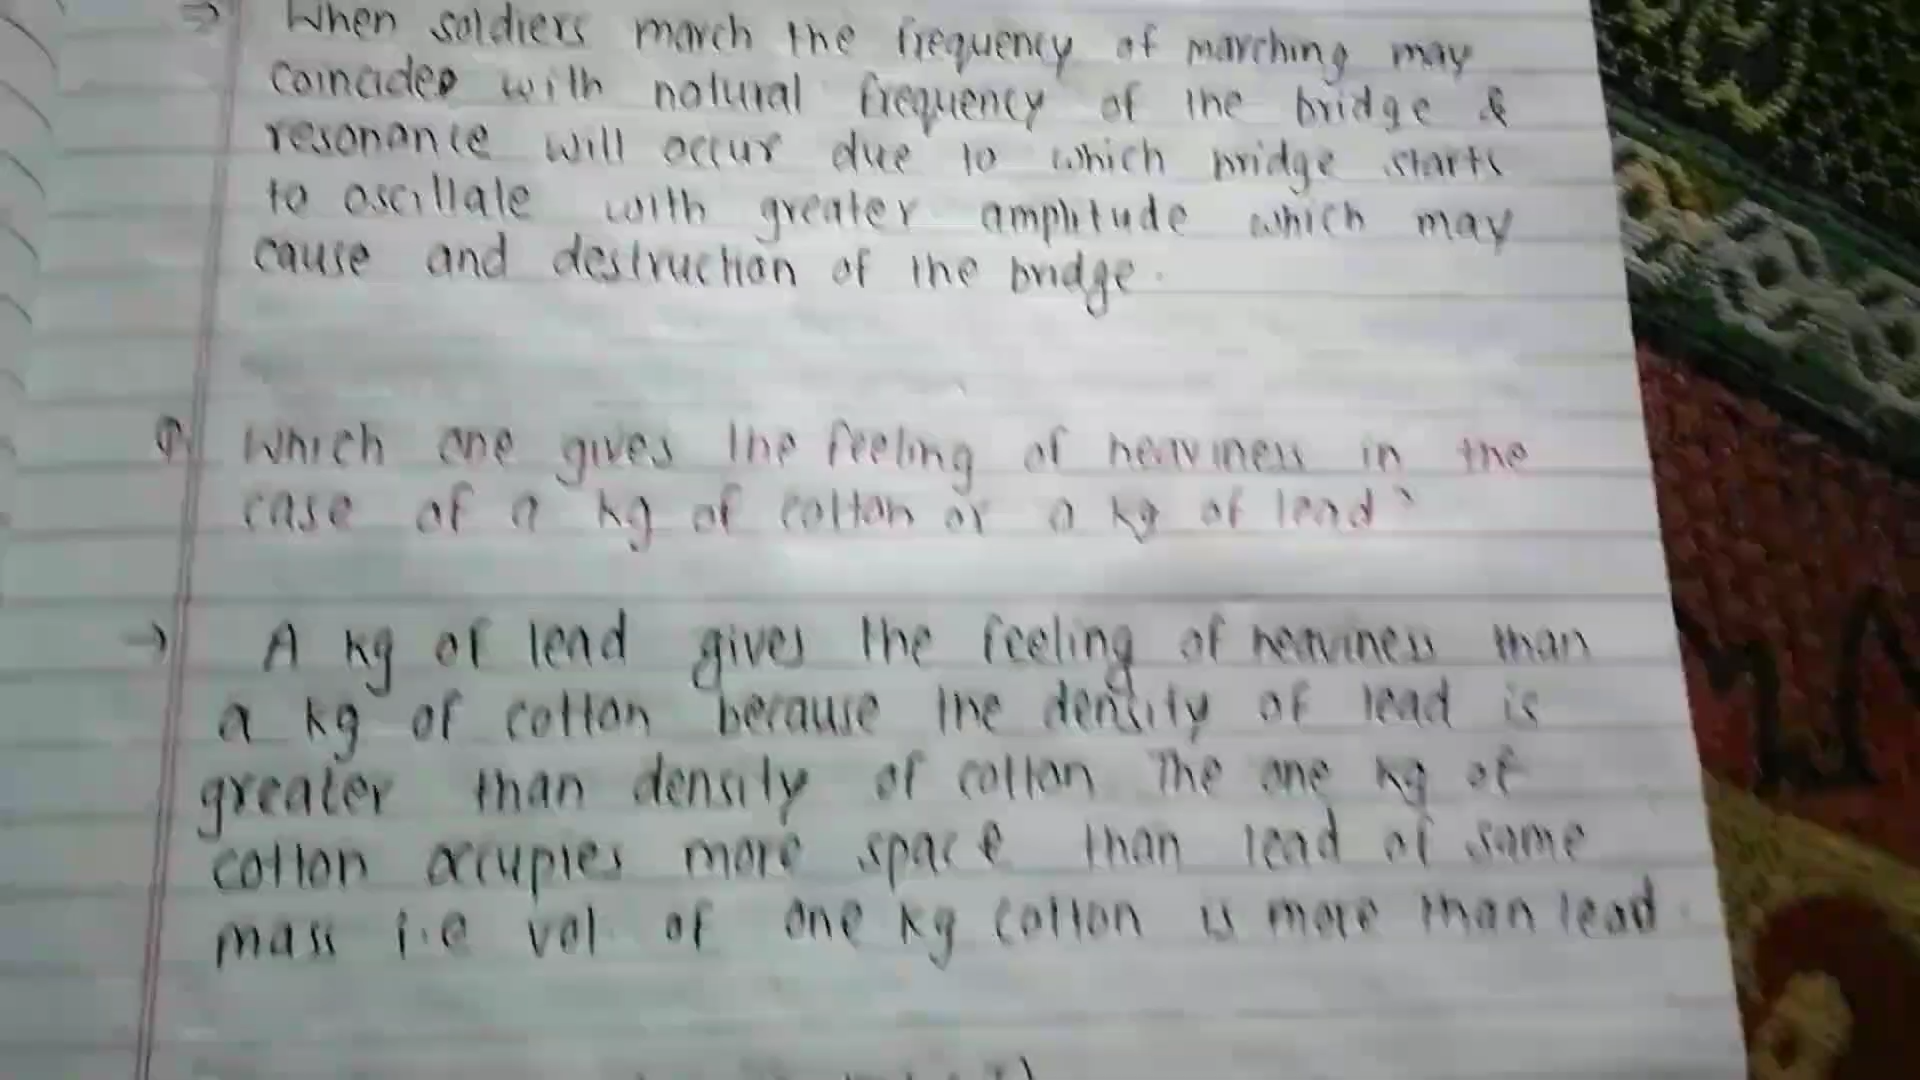 ⇒ When soldiers march the frequency of marching may
coincides with natural frequency of the bridge &
resonance will occur due to which bridge starts
to oscillate with greater amplitude which may
cause and destruction of the bridge.
Q. Which one gives the feeling of heaviness in the
case of a kg of cotton or a kg of lead?
→ A kg of lead gives the feeling of heaviness than
a kg of cotton because the density of lead is
greater than density of cotton. The one kg of
cotton occupies more space than lead of same
mass i.e vol. of one kg cotton is more than lead.